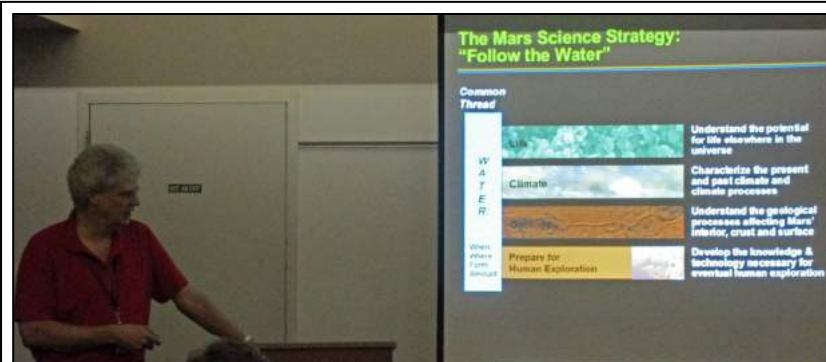 The Mars Science Strategy:
"Follow the Water"
Common
Thread
W
A
T
E
R
When
Where
Form
Amount
Life
Understand the potential
for life elsewhere in the
universe
Climate
Characterize the present
and past climate and
climate processes
Understand the geological
processes affecting Mars'
interior, crust and surface
Prepare for
Human Exploration
Develop the knowledge &
technology necessary for
eventual human exploration